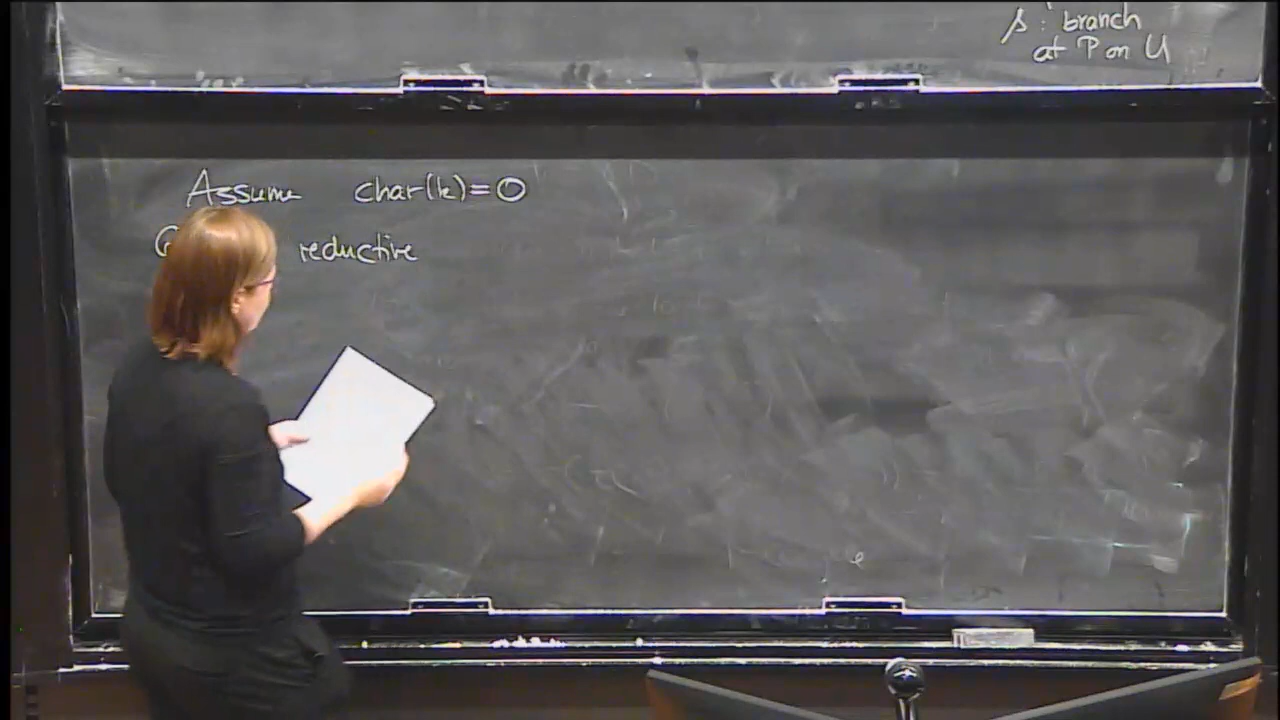 : branch
at P on U
Assume char(k)=0
G reductive